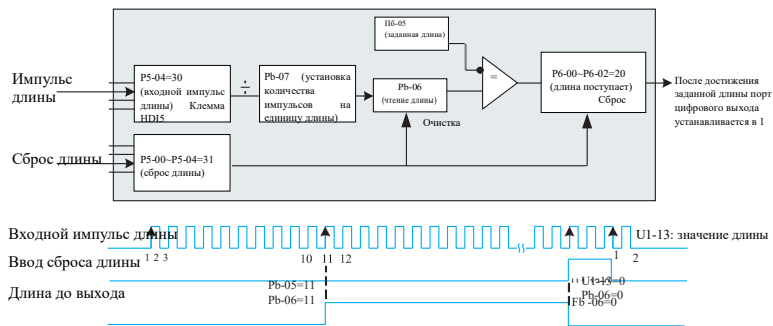 Пб-05
(заданная длина)
Импульс
длины
P5-04=30
(входной импульс
длины) Клемма
HDI5
÷
Pb-07 (установка
количества
импульсов на
единицу длины)
Pb-06
(чтение длины)
=
P6-00~P6-02=20
(длина поступает)
Сброс
После достижения
заданной длины порт
цифрового выхода
устанавливается в 1
Очистка
Сброс длины
P5-00~P5-04=31
(сброс длины)
Входной импульс длины
U1-13: значение длины
1 2 3
10 11 12
1 2
Ввод сброса длины
Pb-05=11
Pb-06=11
U1-13=0
Pb-06=0
Fb -06=0
Длина до выхода